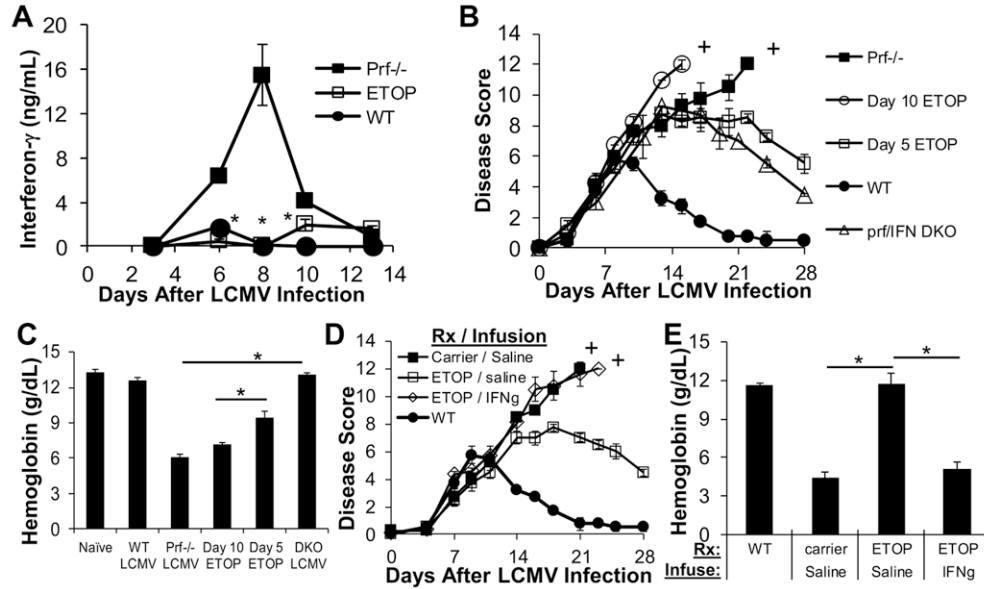 A
Interferon-γ (ng/mL)
20
16
12
8
4
0
0 2 4 6 8 10 12 14
Days After LCMV Infection
* * *
Prf-/-
ETOP
WT
B
Disease Score
14
12
10
8
6
4
2
0
0 7 14 21 28
Days After LCMV Infection
+ +
Prf-/-
Day 10 ETOP
Day 5 ETOP
WT
prf/IFN DKO
C
Hemoglobin (g/dL)
15
12
9
6
3
0
*
*
Naïve WT Prf-/- Day 10 Day 5 DKO
LCMV LCMV ETOP ETOP LCMV
D
Rx / Infusion
Carrier / Saline
ETOP / saline
ETOP / IFNg
WT
Disease Score
14
12
10
8
6
4
2
0
0 7 14 21 28
Days After LCMV Infection
+ +
E
Hemoglobin (g/dL)
15
12
9
6
3
0
* *
Rx: WT carrier ETOP ETOP
Infuse: Saline Saline IFNg